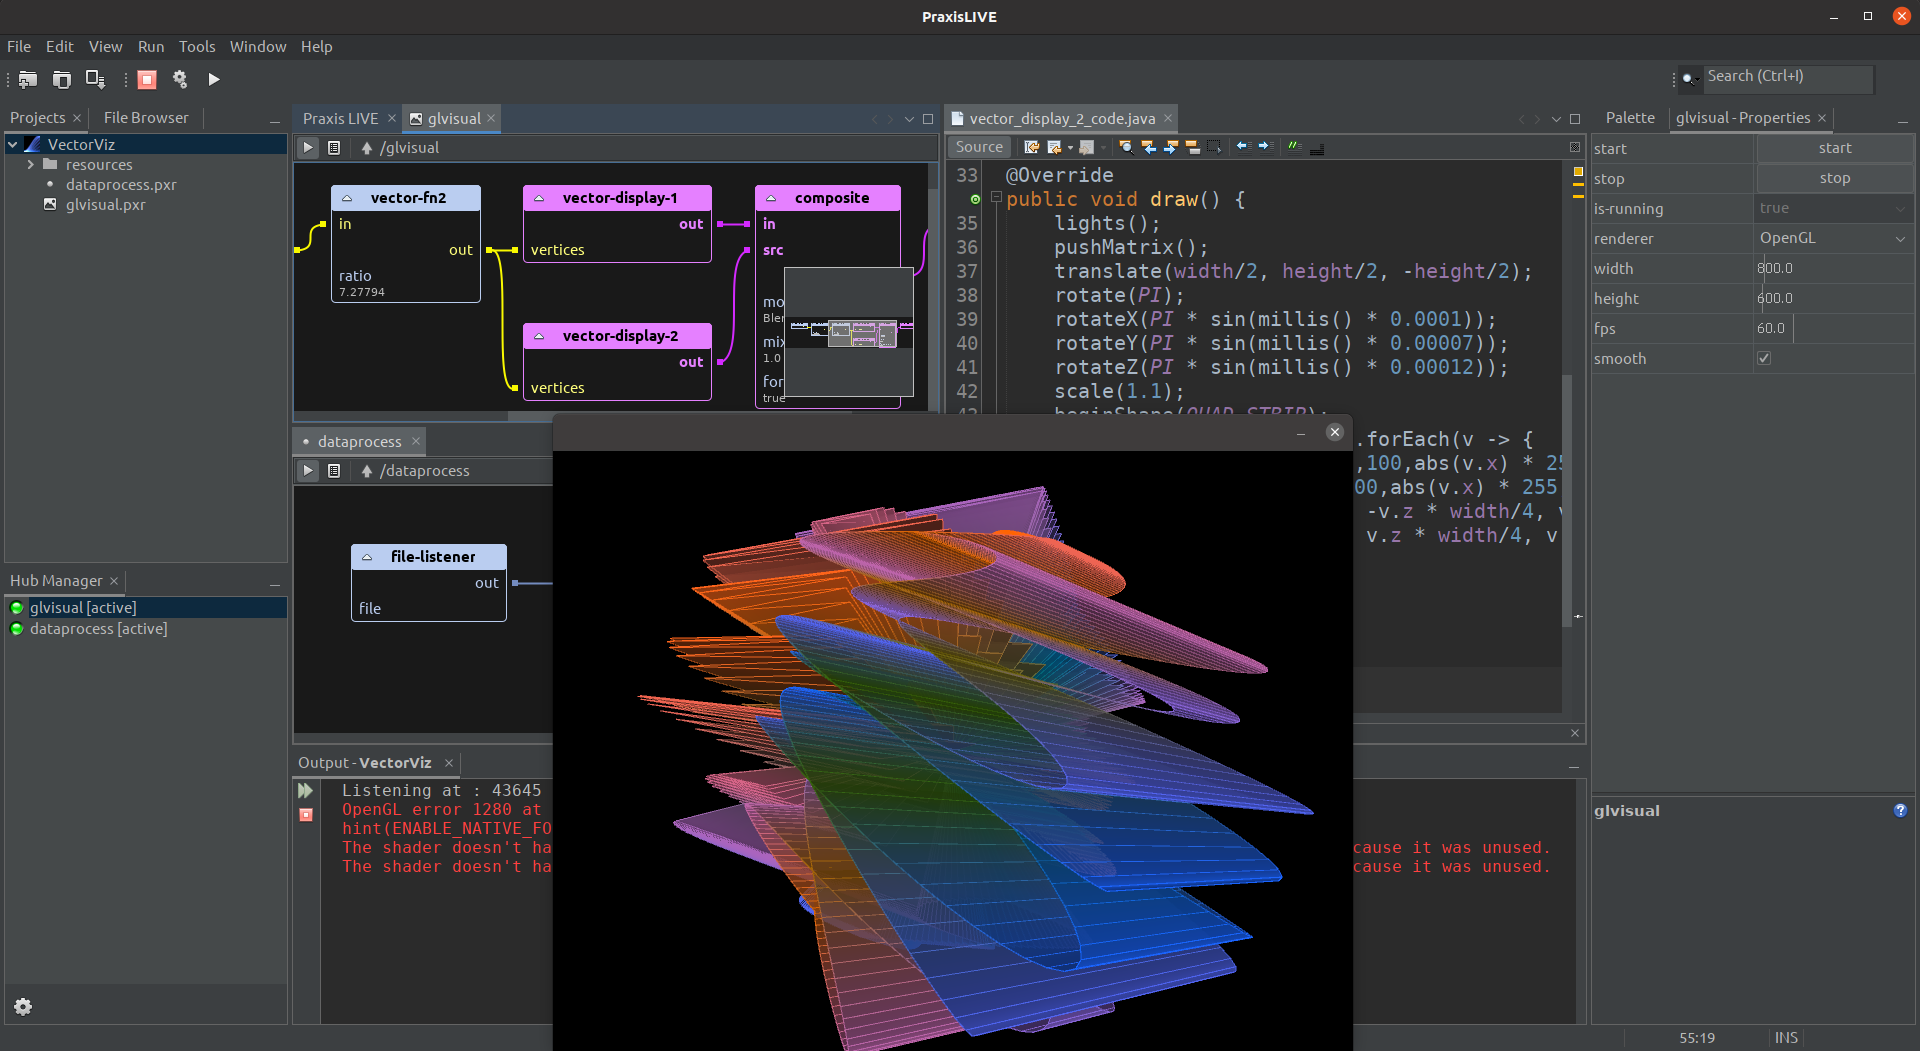 PraxisLIVE
File Edit View Run Tools Window Help
Search (Ctrl+I)
Projects
File Browser
VectorViz
resources
dataprocess.pxr
glvisual.pxr
Hub Manager
glvisual [active]
dataprocess [active]
Praxis LIVE
glvisual
/glvisual
vector-fn2
in
out
ratio
7.27794
vector-display-1
out
vertices
vector-display-2
out
vertices
composite
in
src
mo
Blen
mix
1.0
for
true
dataprocess
/dataprocess
file-listener
out
file
Output - VectorViz
Listening at : 43645
OpenGL error 1280 at
hint(ENABLE_NATIVE_FO
The shader doesn't ha
cause it was unused.
The shader doesn't ha
cause it was unused.
vector_display_2_code.java
Source
33 @Override
public void draw() {
35 lights();
36 pushMatrix();
37 translate(width/2, height/2, -height/2);
38 rotate(PI);
39 rotateX(PI * sin(millis() * 0.0001));
40 rotateY(PI * sin(millis() * 0.00007));
41 rotateZ(PI * sin(millis() * 0.00012));
42 scale(1.1);
43 beginShape(QUAD_STRIP);
.forEach(v -> {
,100,abs(v.x) * 25
00,abs(v.x) * 255
-v.z * width/4, v
v.z * width/4, v
Palette
glvisual - Properties
start start
stop stop
is-running true
renderer OpenGL
width 800.0
height 600.0
fps 60.0
smooth
glvisual
55:19 INS